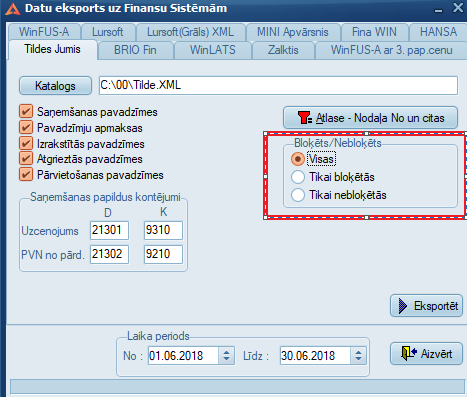 Datu eksports uz Finansu Sistēmām
WinFUS-A Lursoft Lursoft(Grāls) XML MINI Apvārsnis Fina WIN HANSA
Tildes Jumis BRIO Fin WinLATS Zalktis WinFUS-A ar 3. pap.cenu
Katalogs C:\00\Tilde.XML
Saņemšanas pavadzīmes
Pavadzīmju apmaksas
Izrakstītās pavadzīmes
Atgrieztās pavadzīmes
Pārvietošanas pavadzīmes
Atlase - Nodaļa No un citas
Bloķēts/Nebloķēts
Visas
Tikai bloķētās
Tikai nebloķētās
Saņemšanas papildus kontējumi
D K
Uzcenojums 21301 9310
PVN no pārd. 21302 9210
Eksportēt
Laika periods
No : 01.06.2018 Līdz : 30.06.2018
Aizvērt